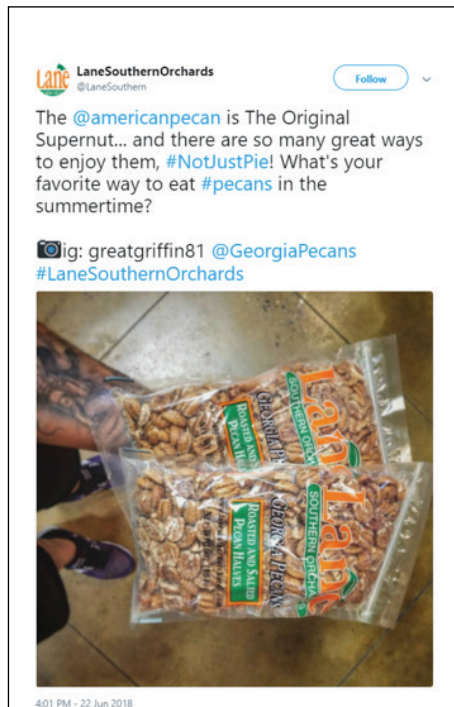 Lane
LaneSouthernOrchards
@LaneSouthern
Follow
The @americanpecan is The Original
Supernut... and there are so many great ways
to enjoy them, #NotJustPie! What's your
favorite way to eat #pecans in the
summertime?
ig: greatgriffin81 @GeorgiaPecans
#LaneSouthernOrchards
Lane
SOUTHERN ORCH
GEORGIA P
ROASTED AND
PECAN HALVES
Lane
SOUTHERN ORCHA
GEORGIA PECANS
ROASTED AND SALTED
PECAN HALVES
4:01 PM - 22 Jun 2018